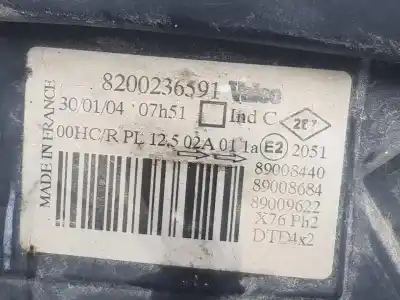 8200236591 Valeo
30/01/04 07h51 Ind C
00HC/R PL 12.5 02A 01 1a E2 2051
89008440
89008684
89009622
X76 Ph2
MADE IN FRANCE